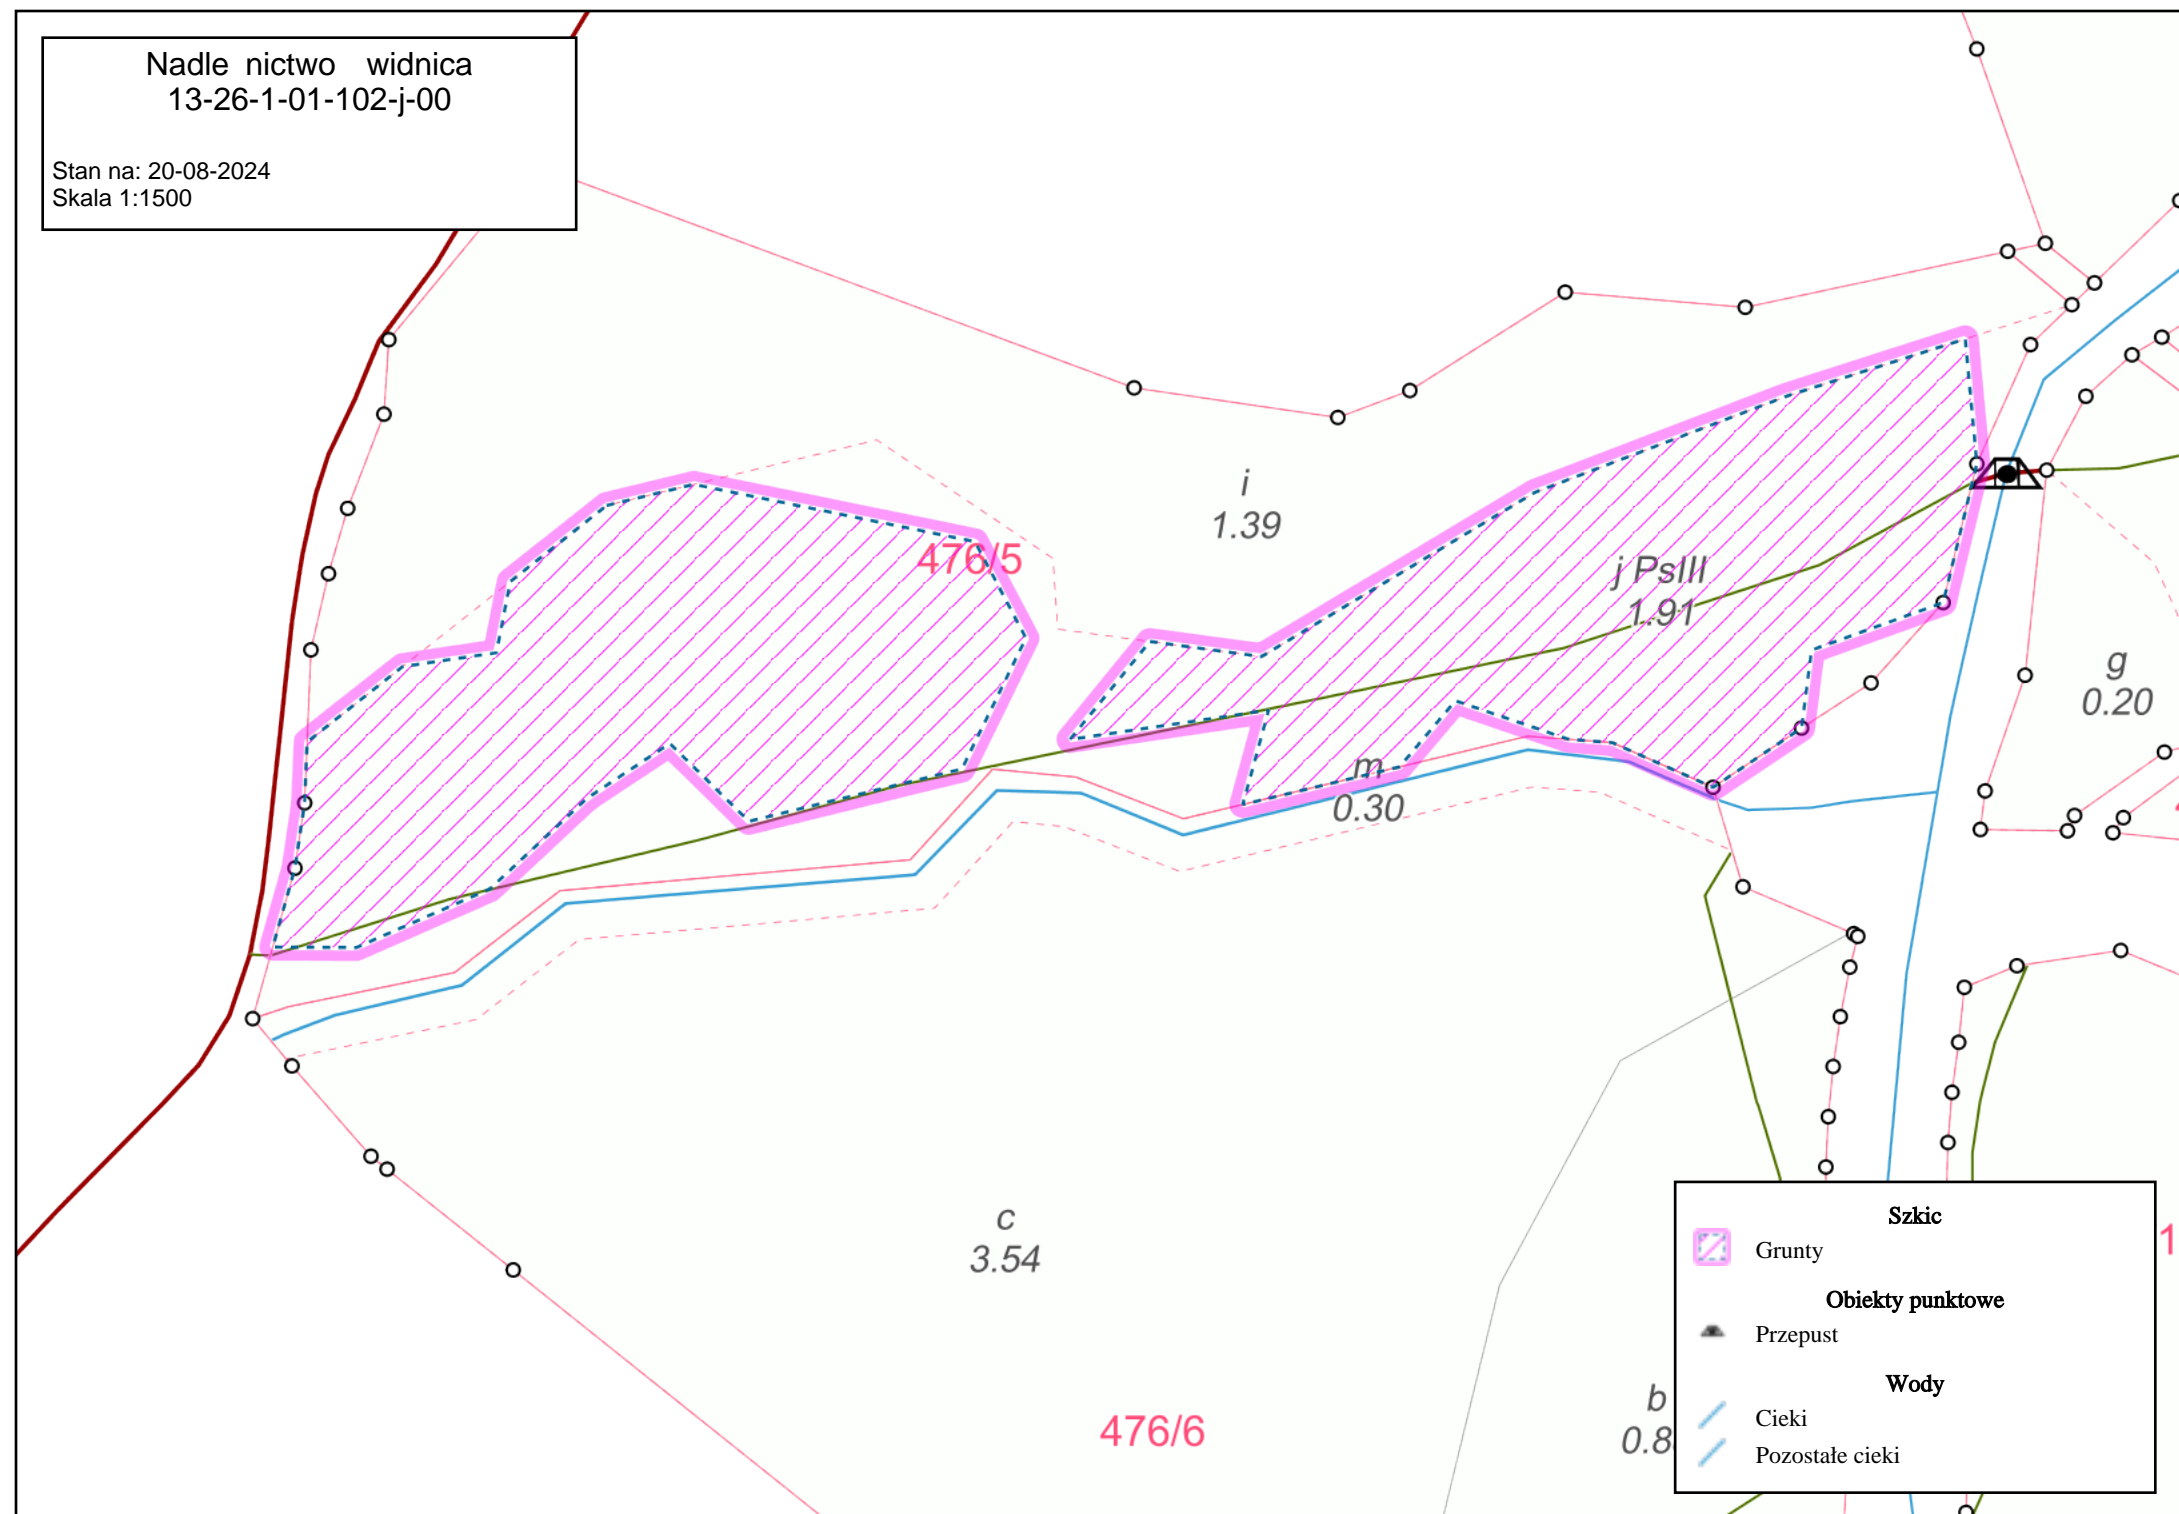 Nadle nictwo widnica
13-26-1-01-102-j-00
Stan na: 20-08-2024
Skala 1:1500
i
1.39
476/5
j PsIII
1.91
g
0.20
m
0.30
c
3.54
476/6
b
0.8
1
Szkic
Grunty
Obiekty punktowe
Przepust
Wody
Cieki
Pozostałe cieki